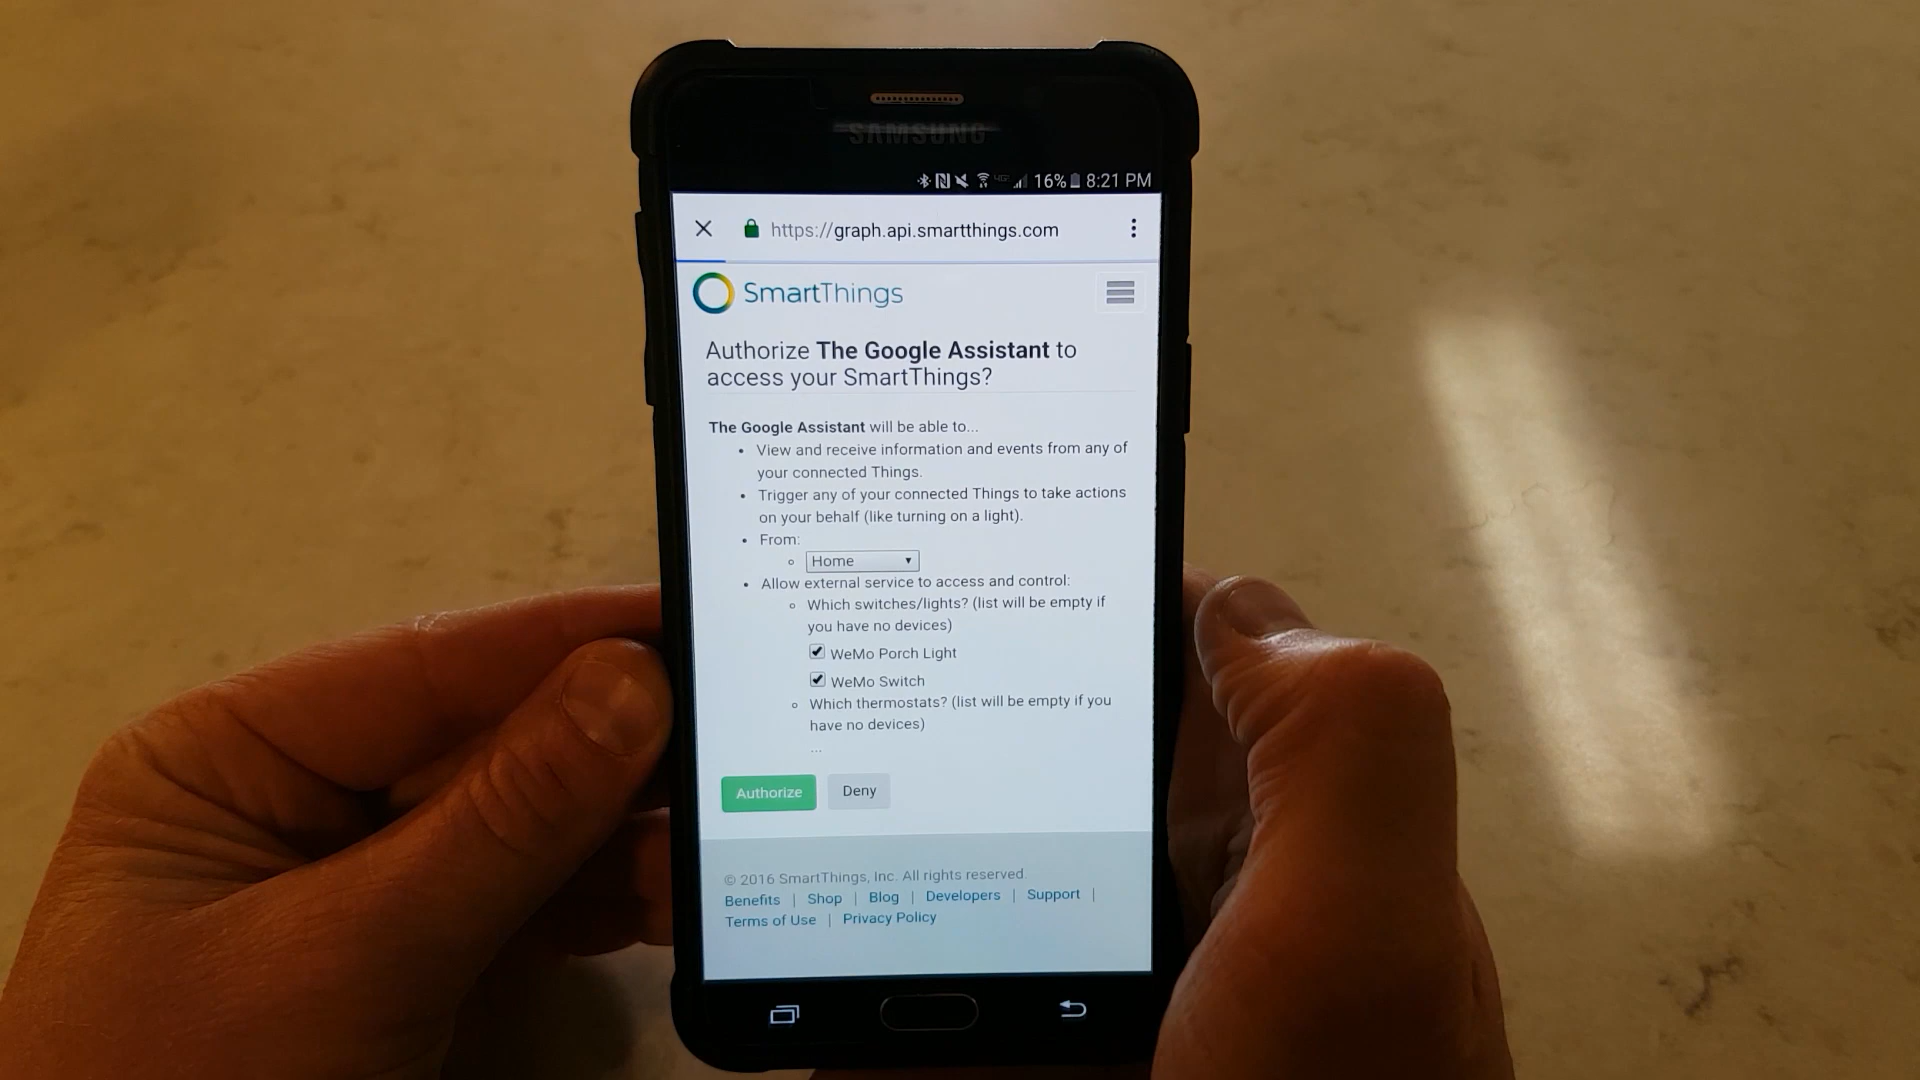 SAMSUNG
16% 8:21 PM
https://graph.api.smartthings.com
SmartThings
Authorize The Google Assistant to
access your SmartThings?
The Google Assistant will be able to...
View and receive information and events from any of
your connected Things.
Trigger any of your connected Things to take actions
on your behalf (like turning on a light).
From:
Home
Allow external service to access and control:
Which switches/lights? (list will be empty if
you have no devices)
WeMo Porch Light
WeMo Switch
Which thermostats? (list will be empty if you
have no devices)
...
Authorize Deny
© 2016 SmartThings, Inc. All rights reserved.
Benefits | Shop | Blog | Developers | Support |
Terms of Use | Privacy Policy